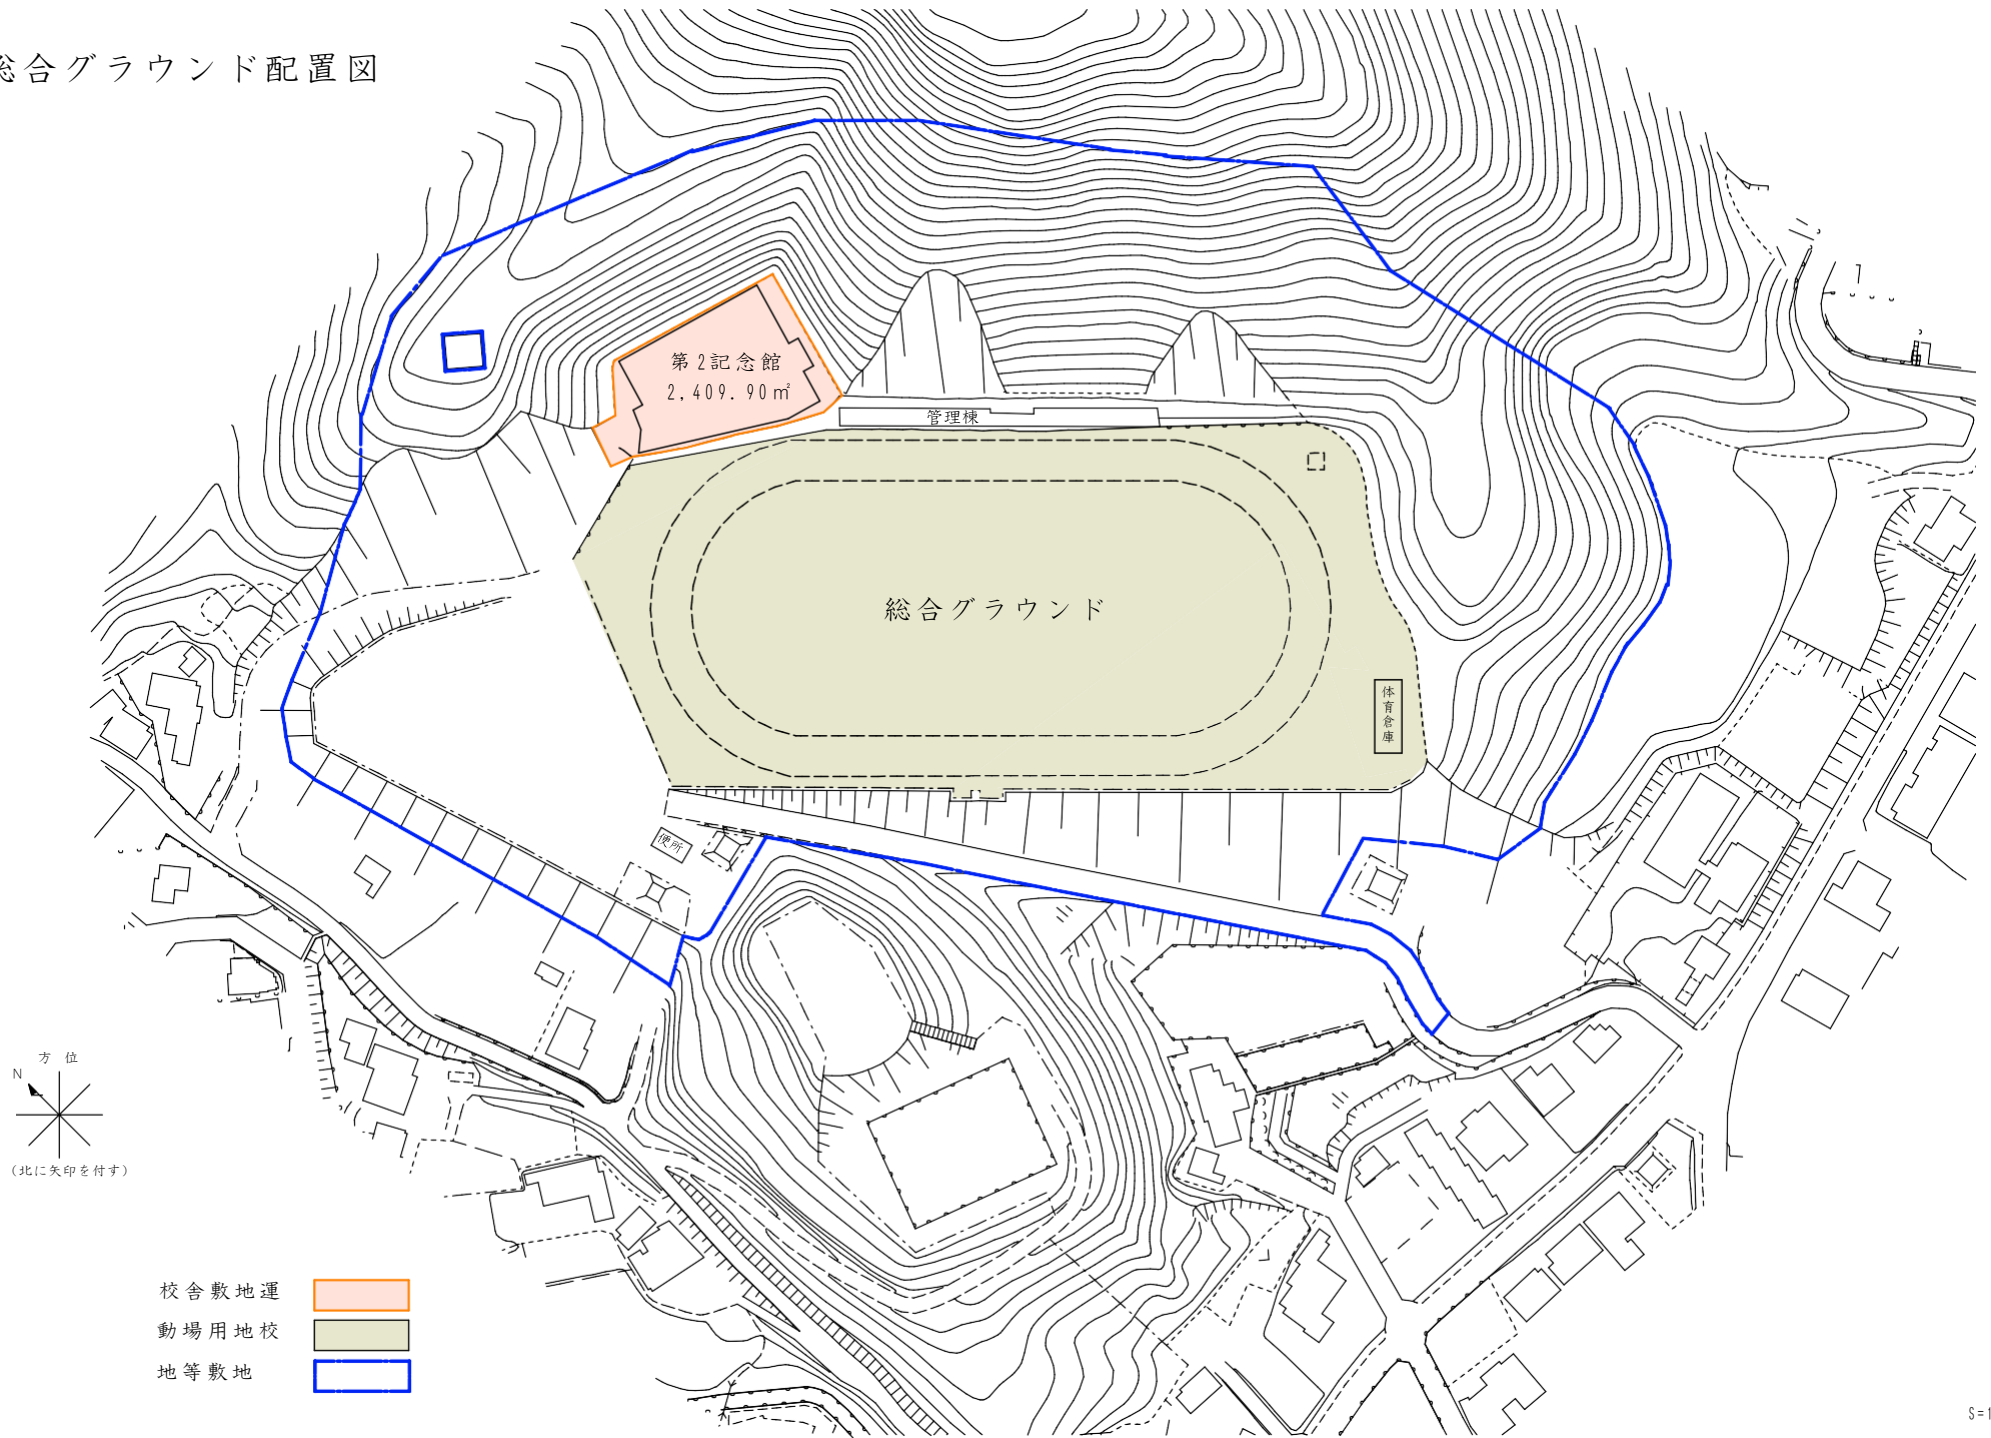 総合グラウンド配置図
第2記念館
2,409.90㎡
管理棟
総合グラウンド
体育倉庫
便所
方位
N
(北に矢印を付す)
校舎敷地運
動場用地校
地等敷地
S=1